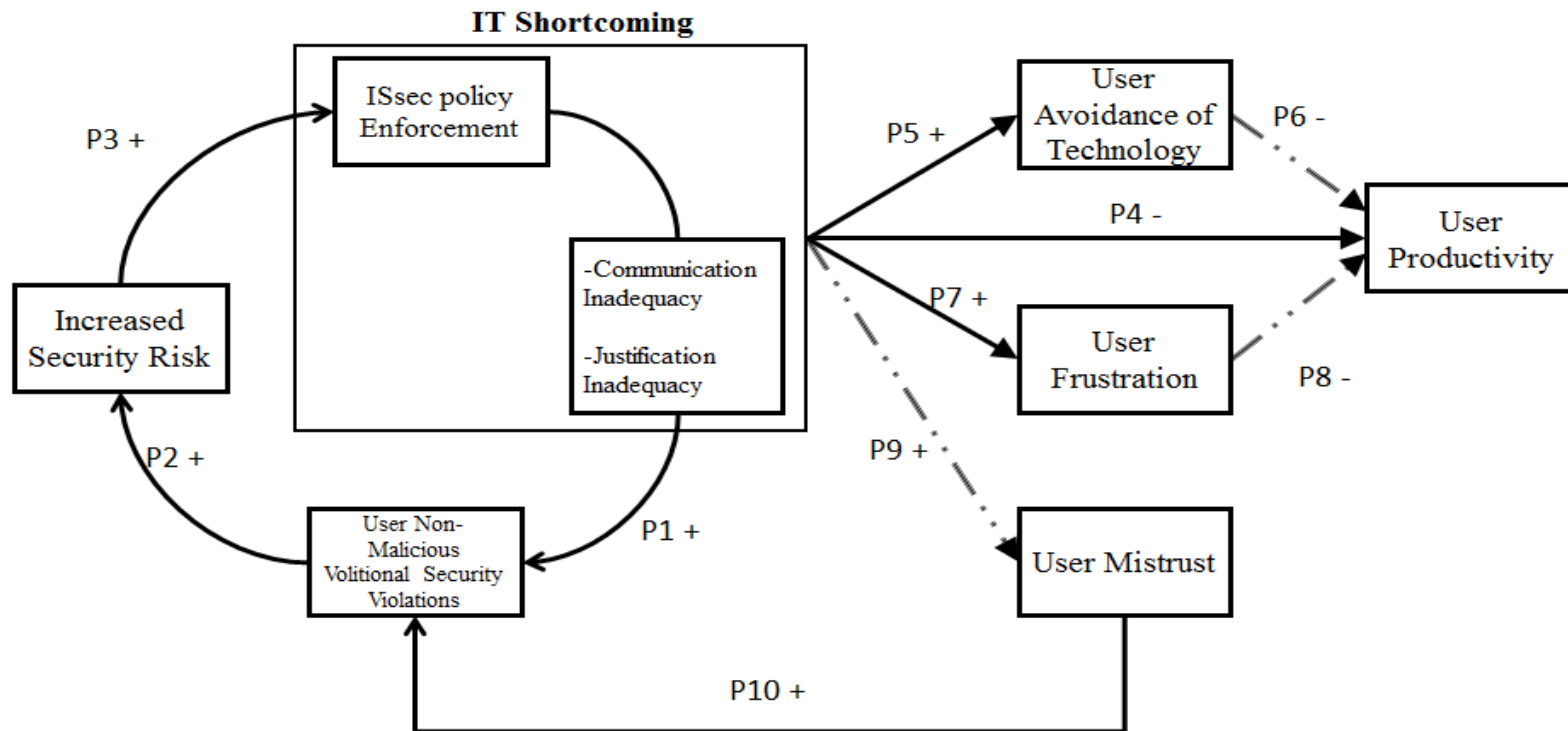 IT Shortcoming
ISsec policy
Enforcement
P3 +
-Communication
Inadequacy
-Justification
Inadequacy
Increased
Security Risk
P2 +
User Non-
Malicious
Volitional Security
Violations
P1 +
User
Avoidance of
Technology
P5 +
P6 -
P4 -
User
Productivity
P7 +
User
Frustration
P8 -
P9 +
User Mistrust
P10 +